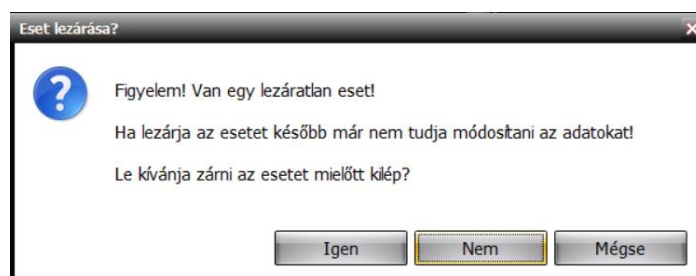 Eset lezárása?
Figyelem! Van egy lezáratlan eset!
Ha lezárja az esetet később már nem tudja módosítani az adatokat!
Le kívánja zárni az esetet mielőtt kilép?
Igen Nem Mégse